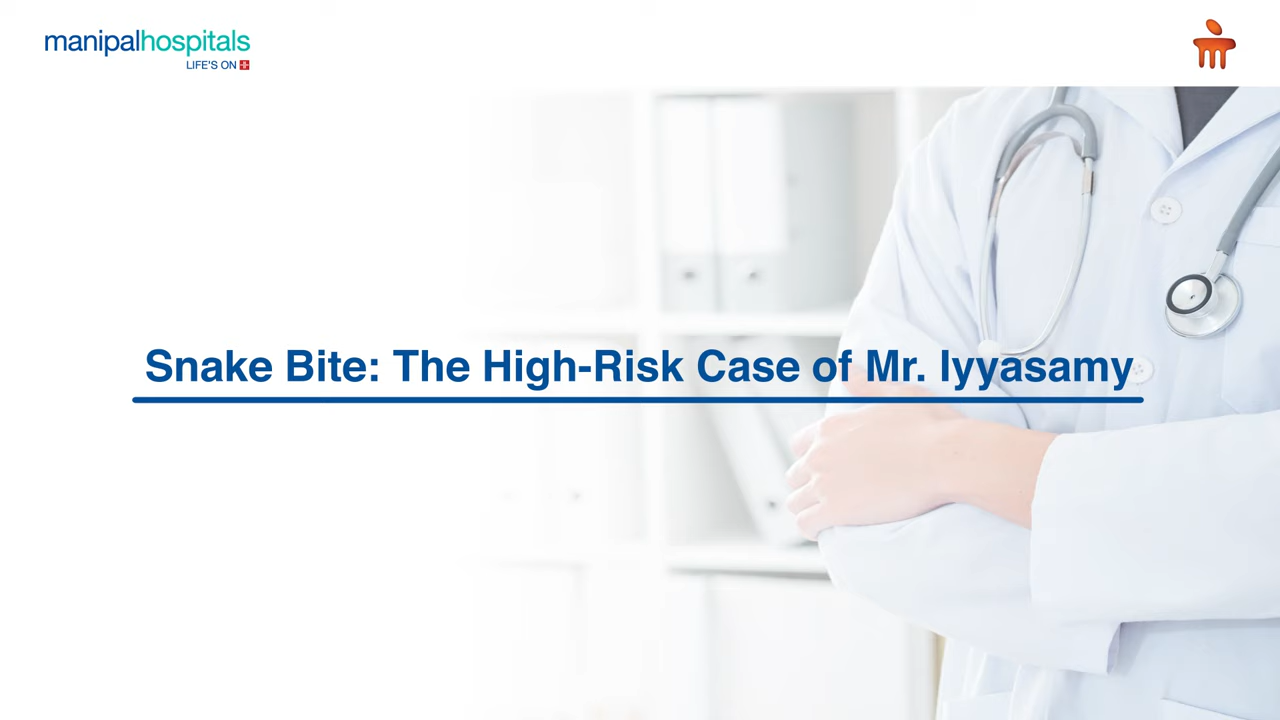 manipalhospitals
LIFE'S ON
Snake Bite: The High-Risk Case of Mr. Iyyasamy